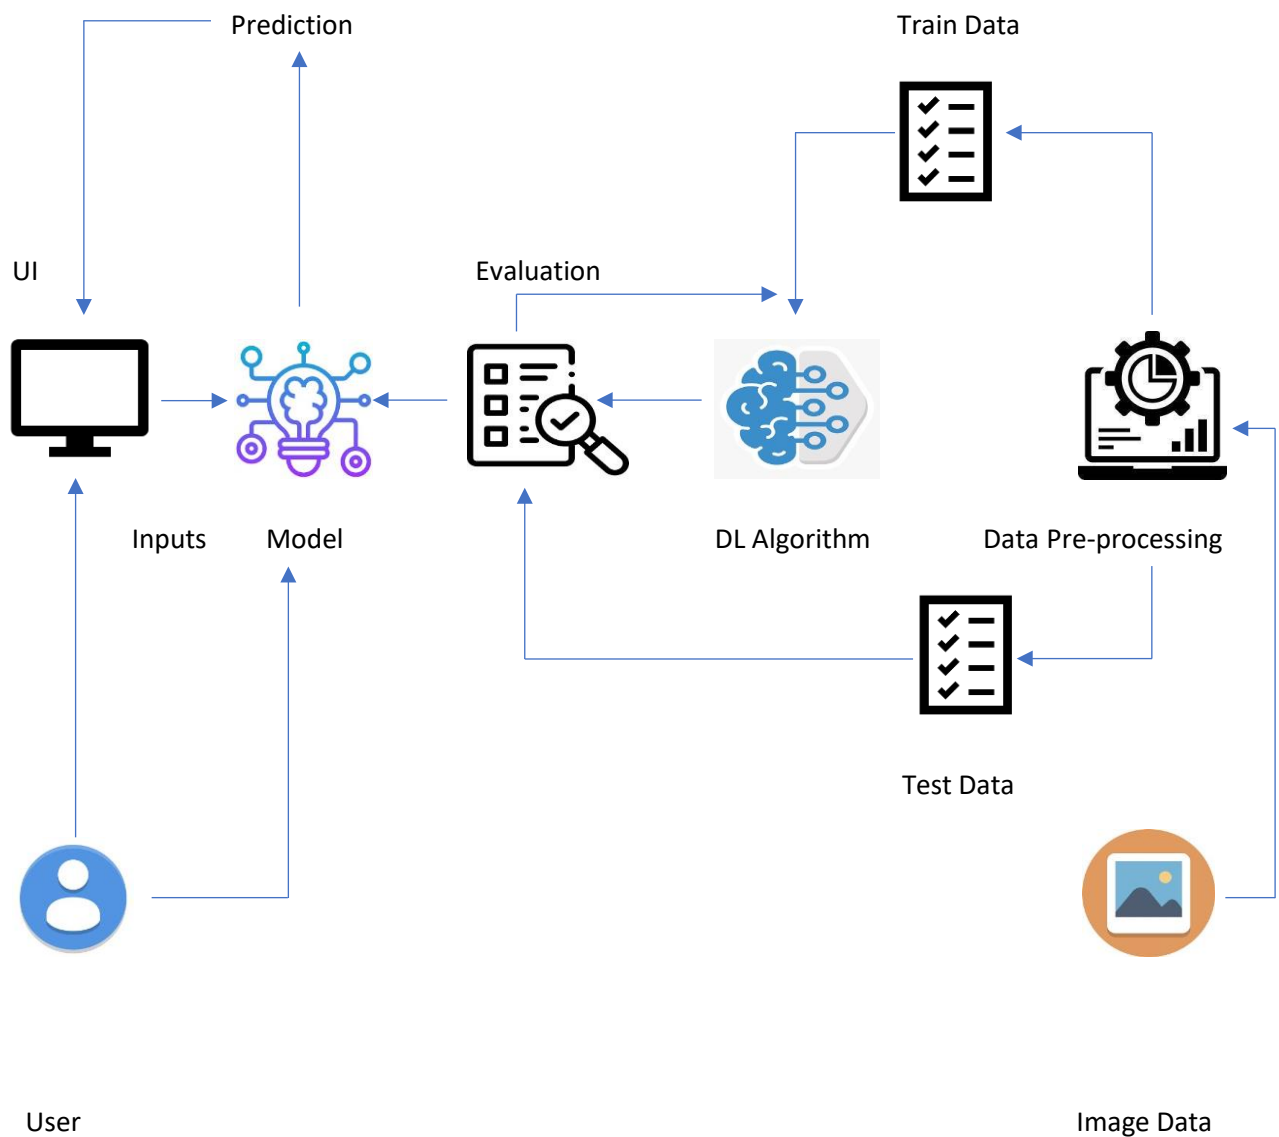 Prediction
Train Data
UI
Evaluation
Inputs
Model
DL Algorithm
Data Pre-processing
Test Data
User
Image Data